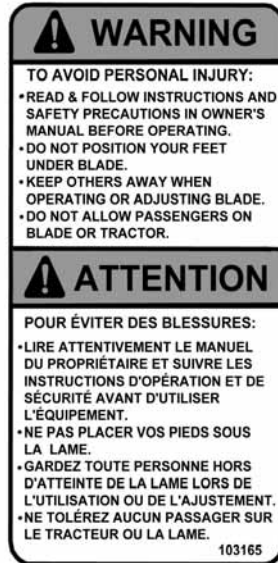 WARNING
TO AVOID PERSONAL INJURY:
•READ & FOLLOW INSTRUCTIONS AND
SAFETY PRECAUTIONS IN OWNER'S
MANUAL BEFORE OPERATING.
•DO NOT POSITION YOUR FEET
UNDER BLADE.
•KEEP OTHERS AWAY WHEN
OPERATING OR ADJUSTING BLADE.
•DO NOT ALLOW PASSENGERS ON
BLADE OR TRACTOR.
ATTENTION
POUR ÉVITER DES BLESSURES:
•LIRE ATTENTIVEMENT LE MANUEL
DU PROPRIÉTAIRE ET SUIVRE LES
INSTRUCTIONS D'OPÉRATION ET DE
SÉCURITÉ AVANT D'UTILISER
L'ÉQUIPEMENT.
•NE PAS PLACER VOS PIEDS SOUS
LA LAME.
•GARDEZ TOUTE PERSONNE HORS
D'ATTEINTE DE LA LAME LORS DE
L'UTILISATION OU DE L'AJUSTEMENT.
•NE TOLÉREZ AUCUN PASSAGER SUR
LE TRACTEUR OU LA LAME.
103165